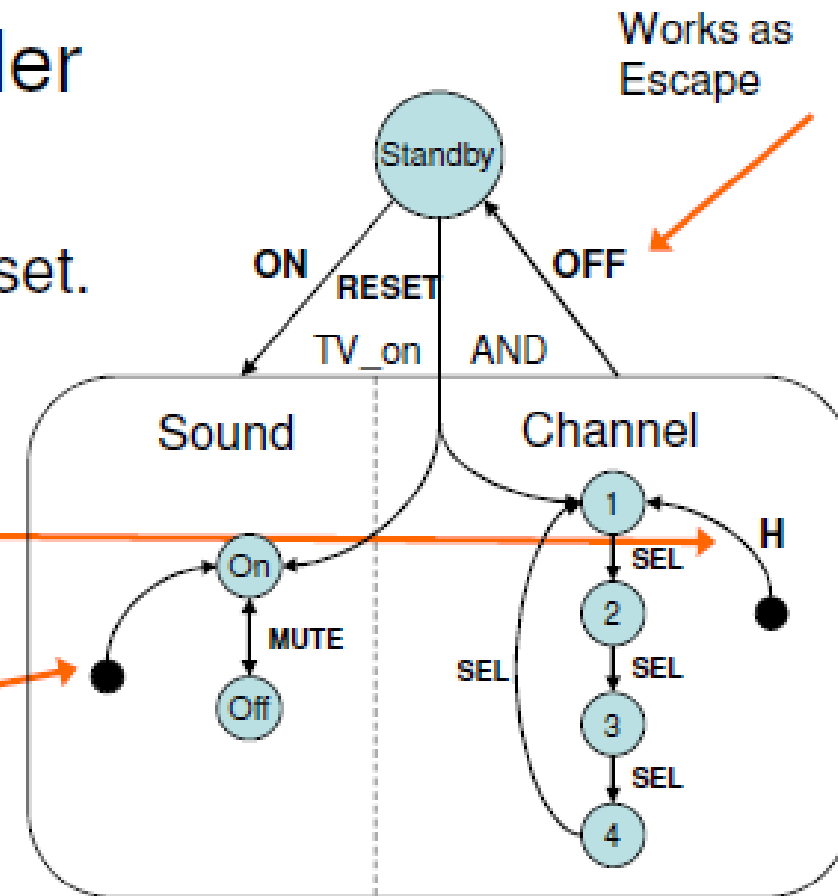 ler
Works as
Escape
Standby
set.
ON
RESET
OFF
TV_on
AND
Sound
Channel
1
H
On
SEL
2
MUTE
SEL
SEL
Off
3
SEL
4